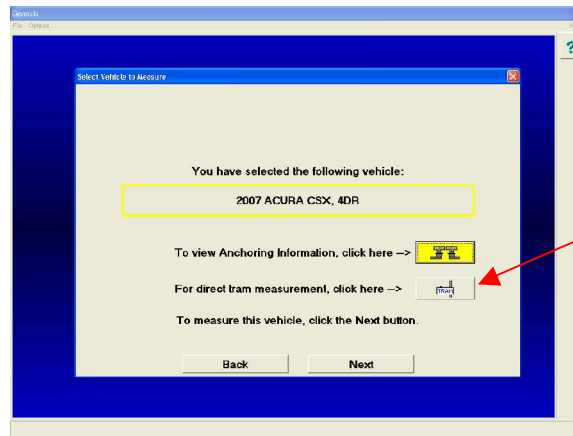 Genesis
File Options
?
Select Vehicle to Measure
You have selected the following vehicle:
2007 ACURA CSX, 4DR
To view Anchoring Information, click here -->
For direct tram measurement, click here -->
TRAM
To measure this vehicle, click the Next button.
Back Next